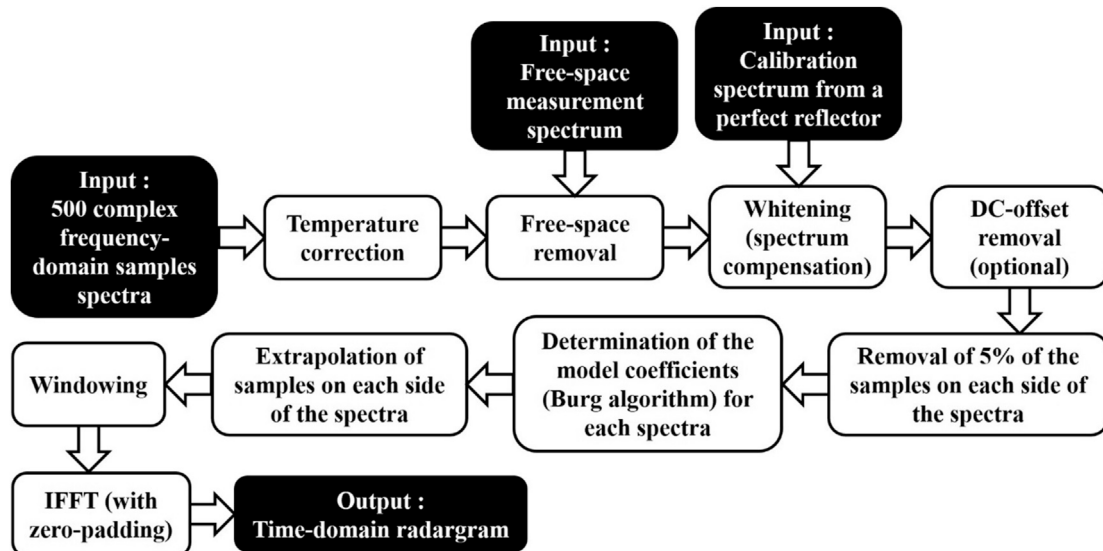 Input :
Free-space
measurement
spectrum
Input :
Calibration
spectrum from a
perfect reflector
Input :
500 complex
frequency-
domain samples
spectra
Temperature
correction
Free-space
removal
Whitening
(spectrum
compensation)
DC-offset
removal
(optional)
Removal of 5% of the
samples on each side of
the spectra
Determination of the
model coefficients
(Burg algorithm) for
each spectra
Extrapolation of
samples on each side
of the spectra
Windowing
IFFT (with
zero-padding)
Output :
Time-domain radargram